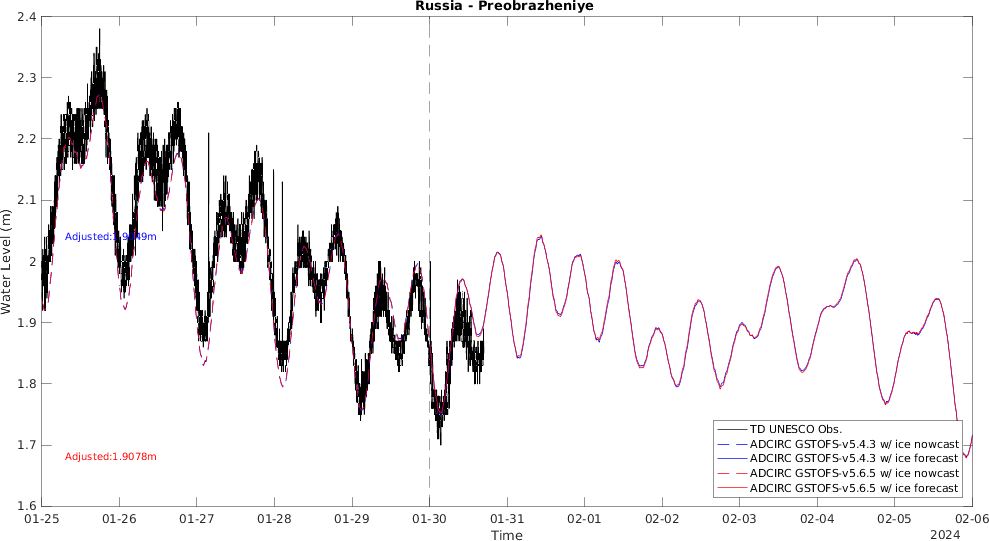 Russia - Preobrazheniye
2.4
2.3
2.2
2.1
2
1.9
1.8
1.7
1.6
Water Level (m)
Adjusted:1.9078m
TD UNESCO Obs.
ADCIRC GSTOFS-v5.4.3 w/ ice nowcast
ADCIRC GSTOFS-v5.4.3 w/ ice forecast
ADCIRC GSTOFS-v5.6.5 w/ ice nowcast
ADCIRC GSTOFS-v5.6.5 w/ ice forecast
01-25 01-26 01-27 01-28 01-29 01-30 01-31 02-01 02-02 02-03 02-04 02-05 02-06
Time
2024